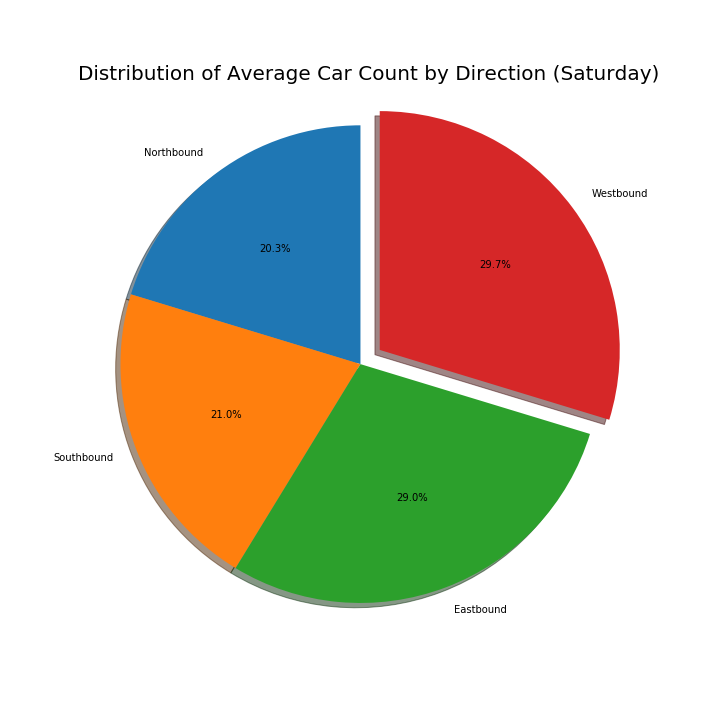 Distribution of Average Car Count by Direction (Saturday)
Northbound
Westbound
20.3%
29.7%
21.0%
Southbound
29.0%
Eastbound